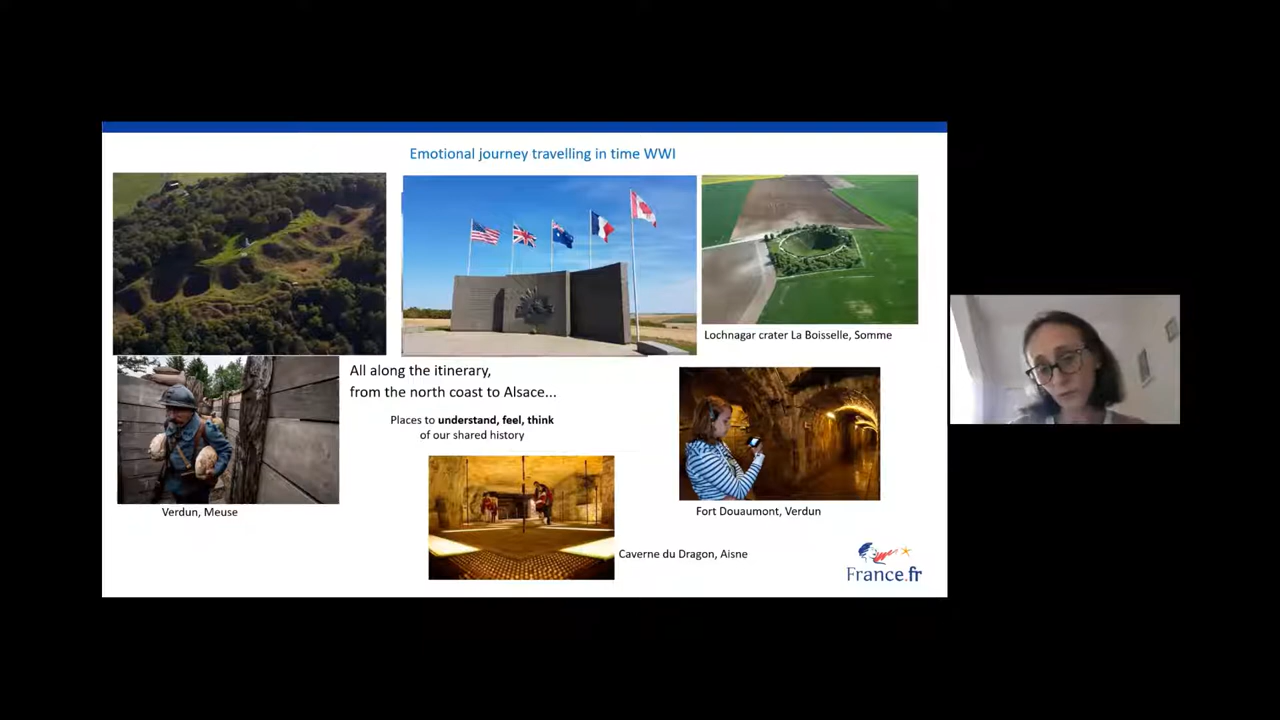 Emotional journey travelling in time WWI
Lochnagar crater La Boisselle, Somme
All along the itinerary,
from the north coast to Alsace...
Places to understand, feel, think
of our shared history
Verdun, Meuse
Fort Douaumont, Verdun
Caverne du Dragon, Aisne
France.fr